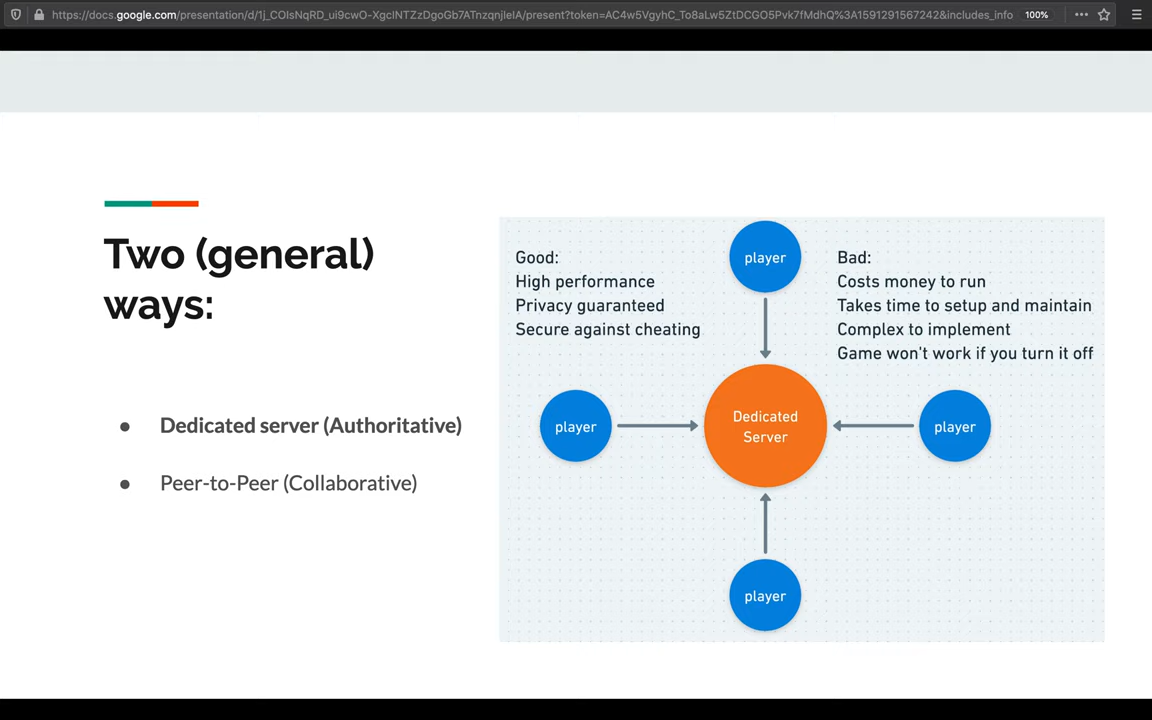 https://docs.google.com/presentation/d/1j_COIsNqRD_ui9cwO-XgcINTZzDgoGb7ATnzqnjIeIA/present?token=AC4w5VgyhC_To8aLw5ZtDCGO5Pvk7fMdhQ%3A1591291567242&includes_info
100%
Two (general)
ways:
● Dedicated server (Authoritative)
● Peer-to-Peer (Collaborative)
Good:
High performance
Privacy guaranteed
Secure against cheating
player
Bad:
Costs money to run
Takes time to setup and maintain
Complex to implement
Game won't work if you turn it off
player
Dedicated
Server
player
player